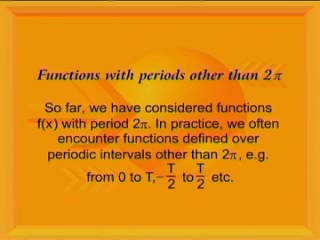 Functions with periods other than 2π
So far, we have considered functions
f(x) with period 2π. In practice, we often
encounter functions defined over
periodic intervals other than 2π, e.g.
from 0 to T,−T/2 to T/2 etc.